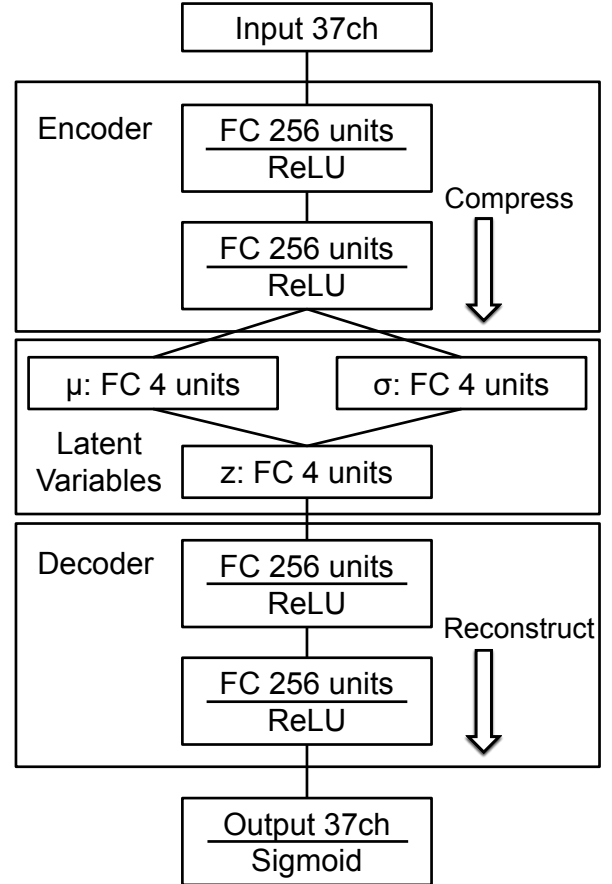 Input 37ch
Encoder
FC 256 units
ReLU
Compress
FC 256 units
ReLU
μ: FC 4 units
σ: FC 4 units
Latent
Variables
z: FC 4 units
Decoder
FC 256 units
ReLU
Reconstruct
FC 256 units
ReLU
Output 37ch
Sigmoid